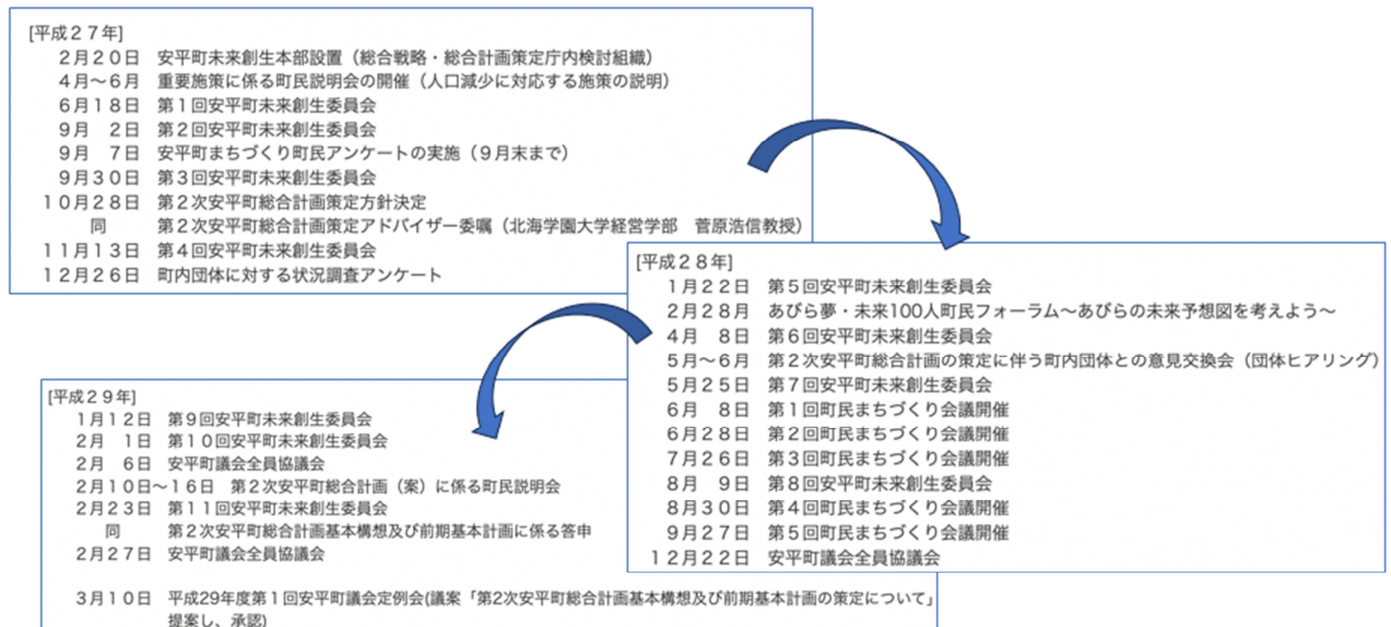 [平成２７年]
２月２０日　安平町未来創生本部設置（総合戦略・総合計画策定庁内検討組織）
４月～６月　重要施策に係る町民説明会の開催（人口減少に対応する施策の説明）
６月１８日　第１回安平町未来創生委員会
９月　２日　第２回安平町未来創生委員会
９月　７日　安平町まちづくり町民アンケートの実施（９月末まで）
９月３０日　第３回安平町未来創生委員会
１０月２８日　第２次安平町総合計画策定方針決定
同　第２次安平町総合計画策定アドバイザー委嘱（北海学園大学経営学部　菅原浩信教授）
１１月１３日　第４回安平町未来創生委員会
１２月２６日　町内団体に対する状況調査アンケート
[平成２８年]
１月２２日　第５回安平町未来創生委員会
２月２８月　あびら夢・未来100人町民フォーラム～あびらの未来予想図を考えよう～
４月　８日　第６回安平町未来創生委員会
５月～６月　第２次安平町総合計画の策定に伴う町内団体との意見交換会（団体ヒアリング）
５月２５日　第７回安平町未来創生委員会
６月　８日　第１回町民まちづくり会議開催
６月２８日　第２回町民まちづくり会議開催
７月２６日　第３回町民まちづくり会議開催
８月　９日　第８回安平町未来創生委員会
８月３０日　第４回町民まちづくり会議開催
９月２７日　第５回町民まちづくり会議開催
１２月２２日　安平町議会全員協議会
[平成２９年]
１月１２日　第９回安平町未来創生委員会
２月　１日　第１０回安平町未来創生委員会
２月　６日　安平町議会全員協議会
２月１０日～１６日　第２次安平町総合計画（案）に係る町民説明会
２月２３日　第１１回安平町未来創生委員会
同　第２次安平町総合計画基本構想及び前期基本計画に係る答申
２月２７日　安平町議会全員協議会
３月１０日　平成29年度第１回安平町議会定例会(議案「第2次安平町総合計画基本構想及び前期基本計画の策定について」
提案し、承認)